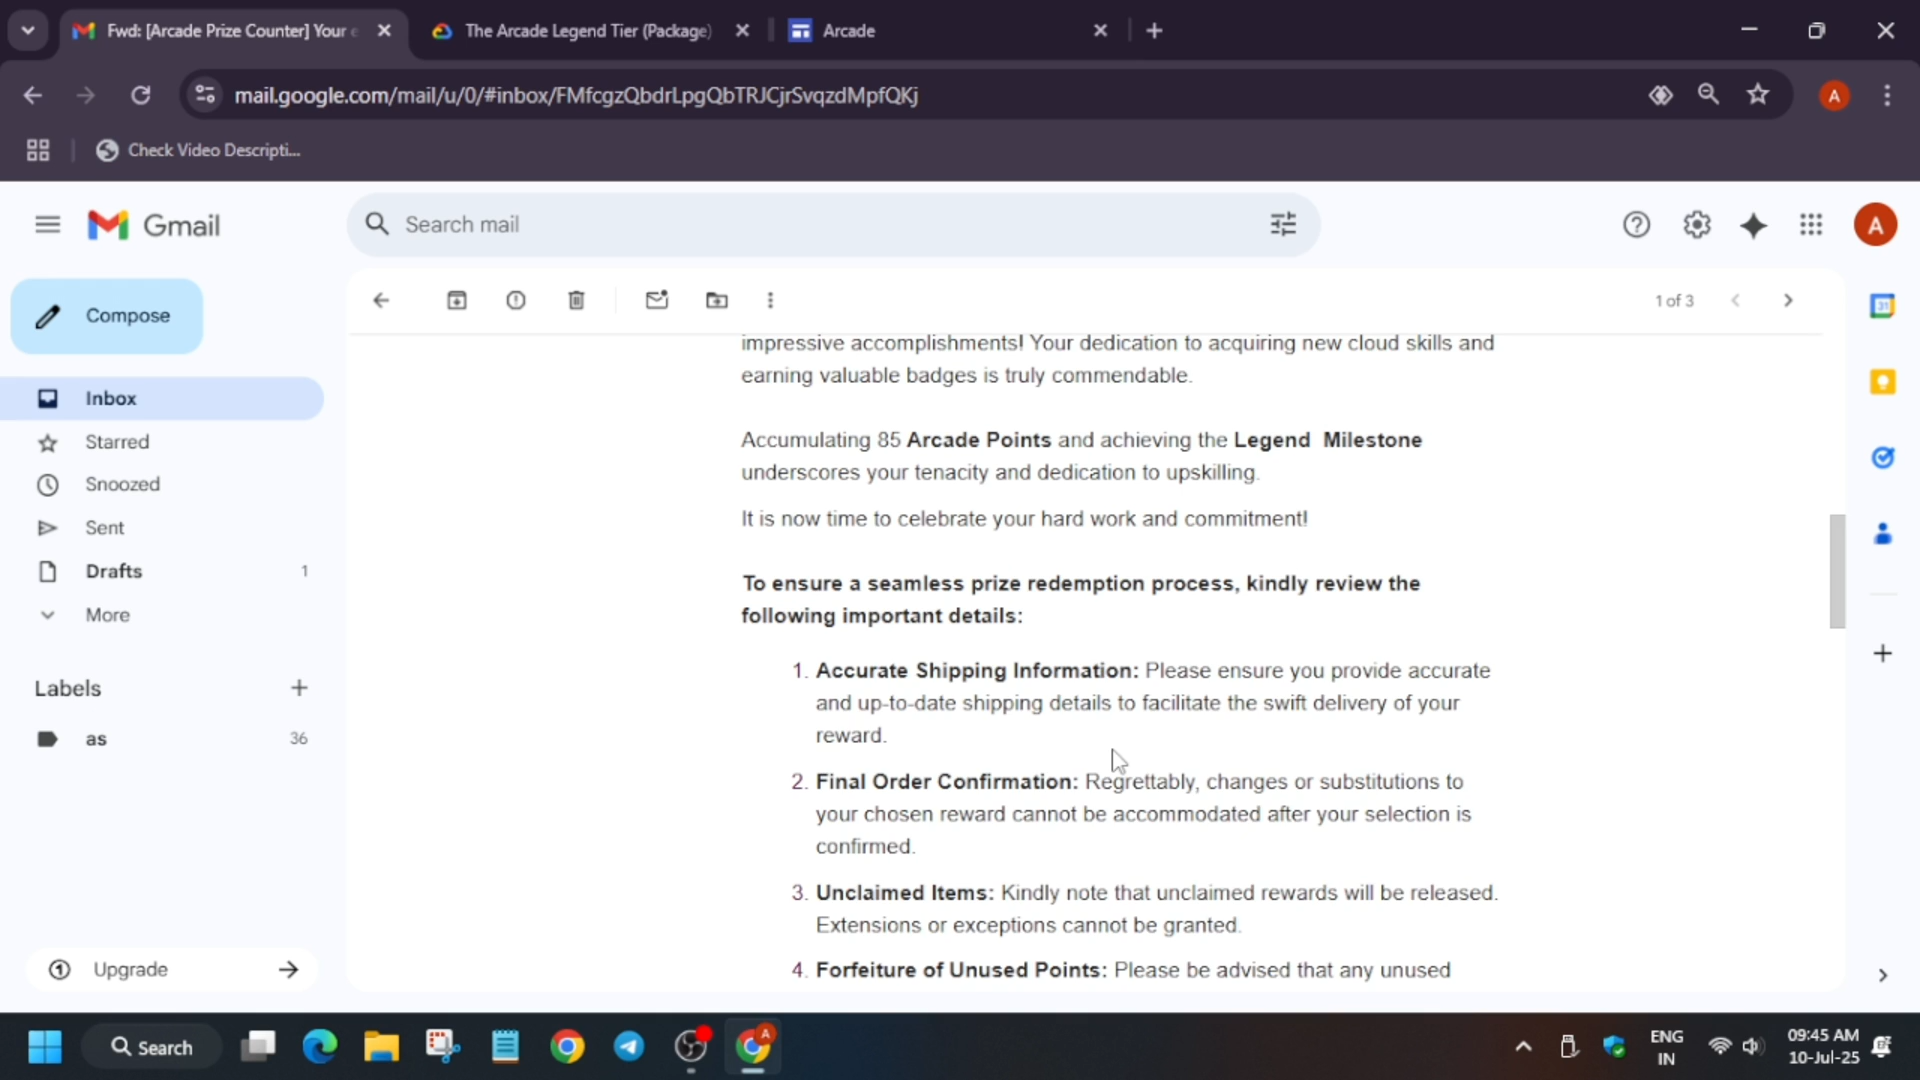 Fwd: [Arcade Prize Counter] Your e
The Arcade Legend Tier (Package)
Arcade
mail.google.com/mail/u/0/#inbox/FMfcgzQbdrLpgQbTRJCjrSvqzdMpfQKj
A
Check Video Descripti...
Gmail
Search mail
A
Compose
1 of 3
Inbox
Starred
Snoozed
Sent
Drafts 1
More
Labels
as 36
Upgrade
impressive accomplishments! Your dedication to acquiring new cloud skills and
earning valuable badges is truly commendable.
Accumulating 85 Arcade Points and achieving the Legend Milestone
underscores your tenacity and dedication to upskilling.
It is now time to celebrate your hard work and commitment!
To ensure a seamless prize redemption process, kindly review the
following important details:
1. Accurate Shipping Information: Please ensure you provide accurate
and up-to-date shipping details to facilitate the swift delivery of your
reward.
2. Final Order Confirmation: Regrettably, changes or substitutions to
your chosen reward cannot be accommodated after your selection is
confirmed.
3. Unclaimed Items: Kindly note that unclaimed rewards will be released.
Extensions or exceptions cannot be granted.
4. Forfeiture of Unused Points: Please be advised that any unused
31
Search
A
ENG
IN
09:45 AM
10-Jul-25